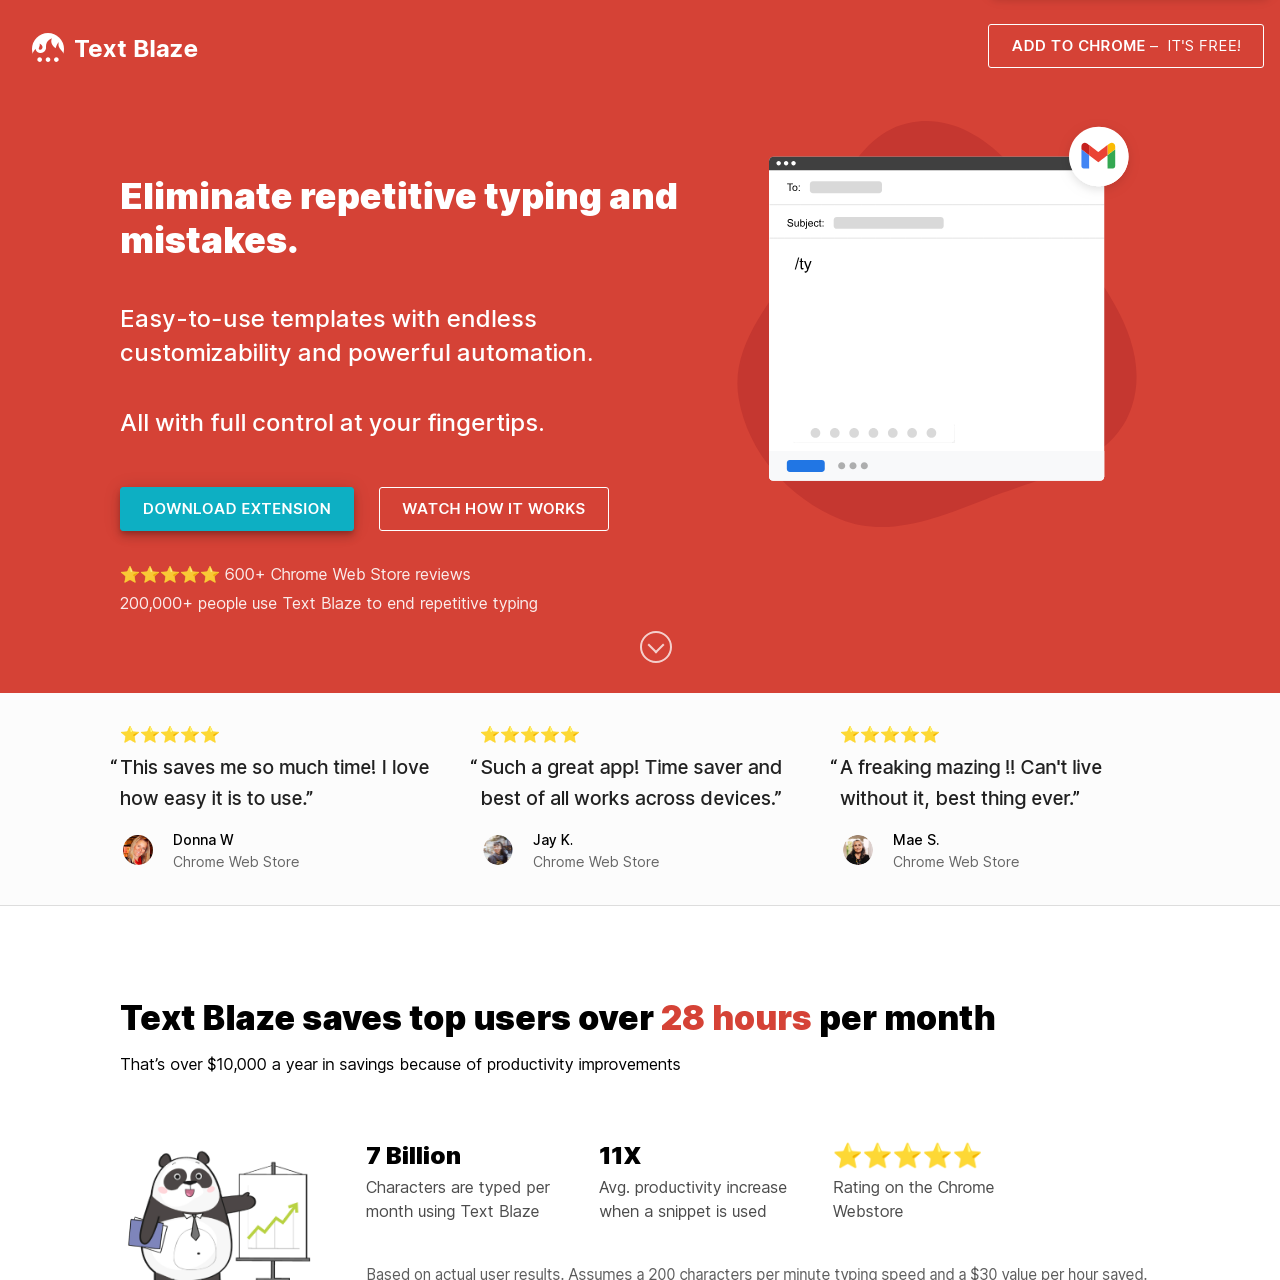 Text Blaze
ADD TO CHROME – IT'S FREE!
Eliminate repetitive typing and
mistakes.
Easy-to-use templates with endless
customizability and powerful automation.
All with full control at your fingertips.
DOWNLOAD EXTENSION
WATCH HOW IT WORKS
600+ Chrome Web Store reviews
200,000+ people use Text Blaze to end repetitive typing
To:
Subject:
/ty
“This saves me so much time! I love
how easy it is to use.”
Donna W
Chrome Web Store
“Such a great app! Time saver and
best of all works across devices.”
Jay K.
Chrome Web Store
“A freaking mazing !! Can't live
without it, best thing ever.”
Mae S.
Chrome Web Store
Text Blaze saves top users over 28 hours per month
That’s over $10,000 a year in savings because of productivity improvements
7 Billion
Characters are typed per
month using Text Blaze
11X
Avg. productivity increase
when a snippet is used
Rating on the Chrome
Webstore
Based on actual user results. Assumes a 200 characters per minute typing speed and a $30 value per hour saved.